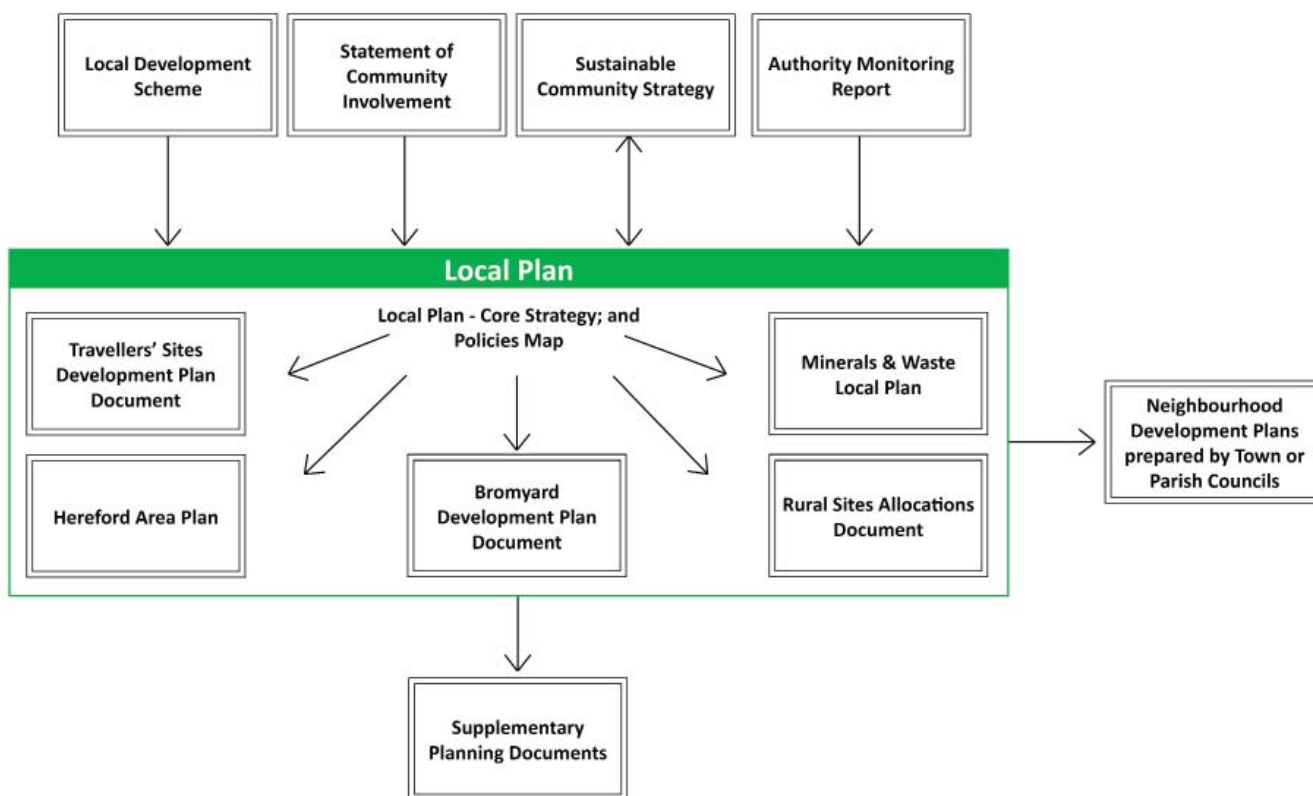 Local Development
Scheme
Statement of
Community
Involvement
Sustainable
Community Strategy
Authority Monitoring
Report
Local Plan
Local Plan - Core Strategy; and
Policies Map
Travellers’ Sites
Development Plan
Document
Minerals & Waste
Local Plan
Hereford Area Plan
Bromyard
Development Plan
Document
Rural Sites Allocations
Document
Neighbourhood
Development Plans
prepared by Town or
Parish Councils
Supplementary
Planning Documents